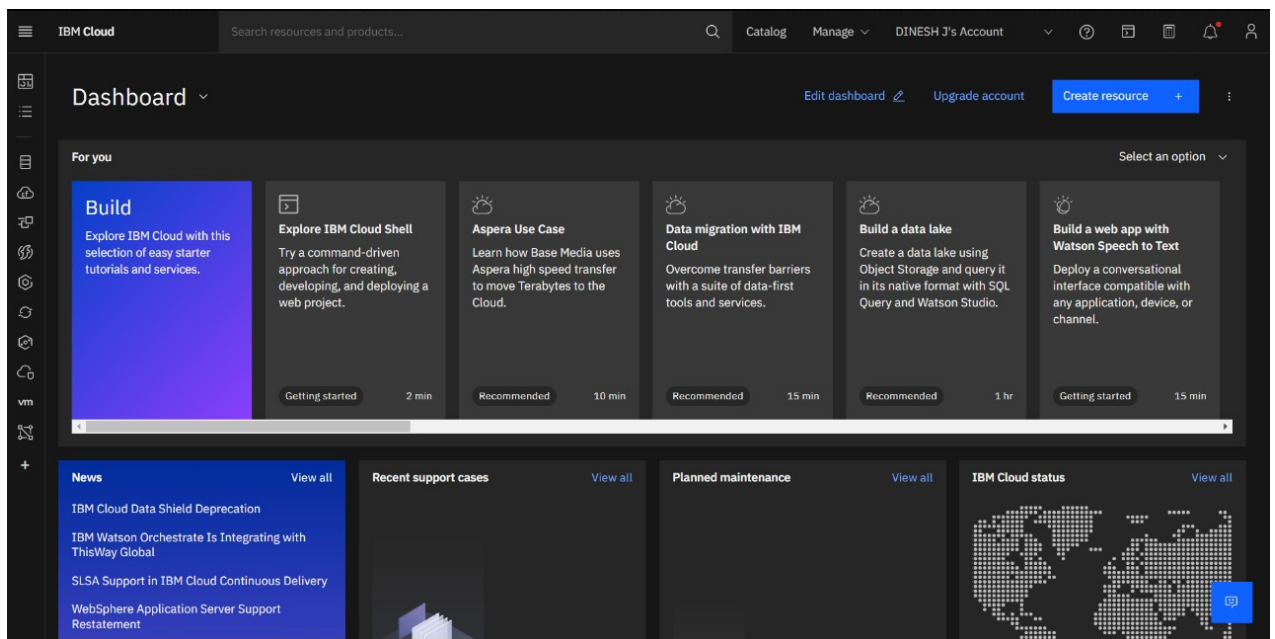 IBM Cloud
Search resources and products...
Catalog
Manage
DINESH J's Account
Dashboard
Edit dashboard
Upgrade account
Create resource +
For you
Select an option
Build
Explore IBM Cloud with this
selection of easy starter
tutorials and services.
Explore IBM Cloud Shell
Try a command-driven
approach for creating,
developing, and deploying a
web project.
Getting started
2 min
Aspera Use Case
Learn how Base Media uses
Aspera high speed transfer
to move Terabytes to the
Cloud.
Recommended
10 min
Data migration with IBM
Cloud
Overcome transfer barriers
with a suite of data-first
tools and services.
Recommended
15 min
Build a data lake
Create a data lake using
Object Storage and query it
in its native format with SQL
Query and Watson Studio.
Recommended
1 hr
Build a web app with
Watson Speech to Text
Deploy a conversational
interface compatible with
any application, device, or
channel.
Getting started
15 min
vm
News
View all
IBM Cloud Data Shield Deprecation
IBM Watson Orchestrate Is Integrating with
ThisWay Global
SLSA Support in IBM Cloud Continuous Delivery
WebSphere Application Server Support
Restatement
Recent support cases
View all
Planned maintenance
View all
IBM Cloud status
View all